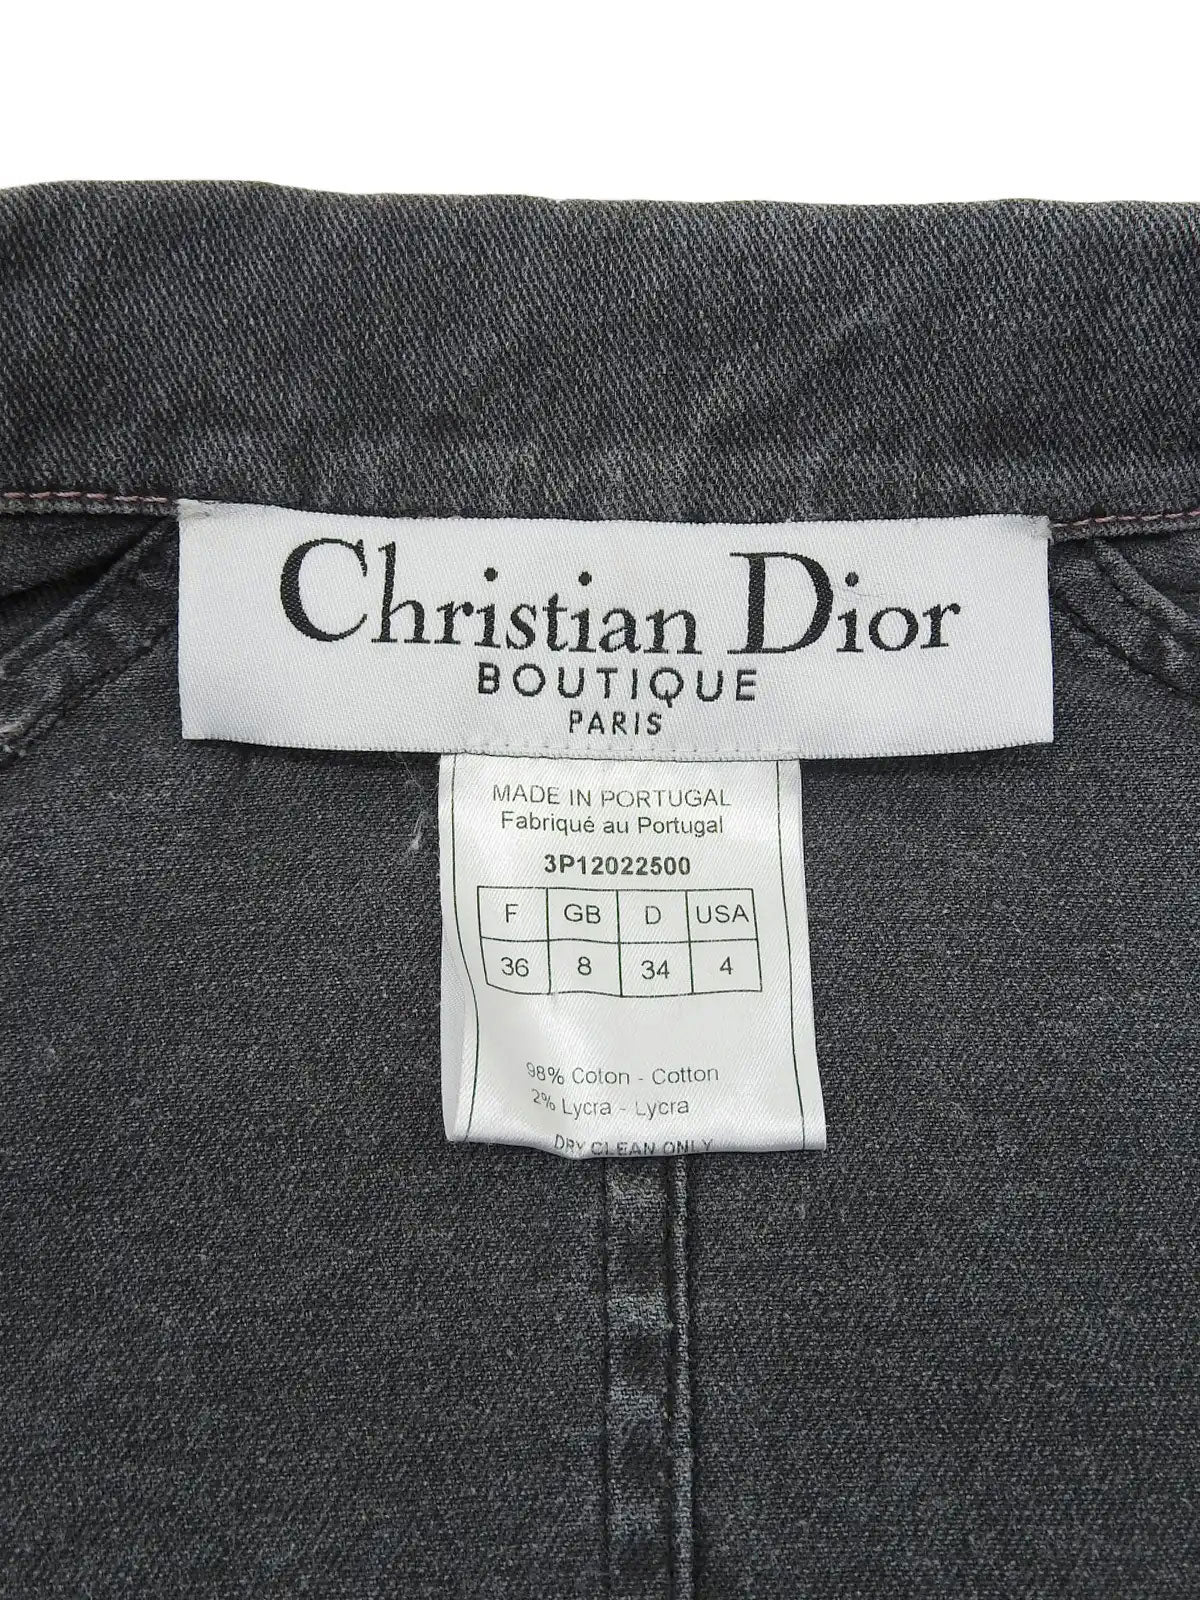 Christian Dior
BOUTIQUE
PARIS
MADE IN PORTUGAL
Fabriqué au Portugal
3P12022500
F GB D USA
36 8 34 4
98% Coton - Cotton
2% Lycra - Lycra
DRY CLEAN ONLY